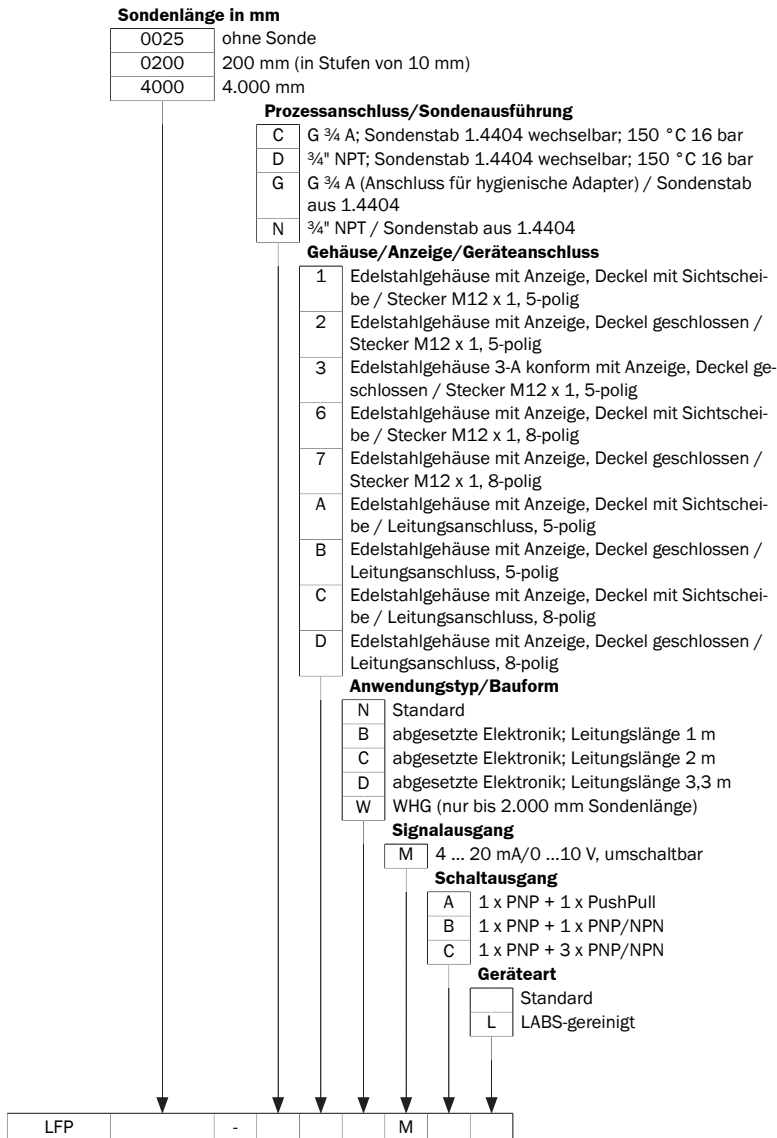 Sondenlänge in mm
0025 ohne Sonde
0200 200 mm (in Stufen von 10 mm)
4000 4.000 mm
Prozessanschluss/Sondenausführung
C G ¾ A; Sondenstab 1.4404 wechselbar; 150 °C 16 bar
D ¾" NPT; Sondenstab 1.4404 wechselbar; 150 °C 16 bar
G G ¾ A (Anschluss für hygienische Adapter) / Sondenstab
aus 1.4404
N ¾" NPT / Sondenstab aus 1.4404
Gehäuse/Anzeige/Geräteanschluss
1 Edelstahlgehäuse mit Anzeige, Deckel mit Sichtschei-
be / Stecker M12 x 1, 5-polig
2 Edelstahlgehäuse mit Anzeige, Deckel geschlossen /
Stecker M12 x 1, 5-polig
3 Edelstahlgehäuse 3-A konform mit Anzeige, Deckel ge-
schlossen / Stecker M12 x 1, 5-polig
6 Edelstahlgehäuse mit Anzeige, Deckel mit Sichtschei-
be / Stecker M12 x 1, 8-polig
7 Edelstahlgehäuse mit Anzeige, Deckel geschlossen /
Stecker M12 x 1, 8-polig
A Edelstahlgehäuse mit Anzeige, Deckel mit Sichtschei-
be / Leitungsanschluss, 5-polig
B Edelstahlgehäuse mit Anzeige, Deckel geschlossen /
Leitungsanschluss, 5-polig
C Edelstahlgehäuse mit Anzeige, Deckel mit Sichtschei-
be / Leitungsanschluss, 8-polig
D Edelstahlgehäuse mit Anzeige, Deckel geschlossen /
Leitungsanschluss, 8-polig
Anwendungstyp/Bauform
N Standard
B abgesetzte Elektronik; Leitungslänge 1 m
C abgesetzte Elektronik; Leitungslänge 2 m
D abgesetzte Elektronik; Leitungslänge 3,3 m
W WHG (nur bis 2.000 mm Sondenlänge)
Signalausgang
M 4 ... 20 mA/0 ...10 V, umschaltbar
Schaltausgang
A 1 x PNP + 1 x PushPull
B 1 x PNP + 1 x PNP/NPN
C 1 x PNP + 3 x PNP/NPN
Geräteart
Standard
L LABS-gereinigt
LFP - M